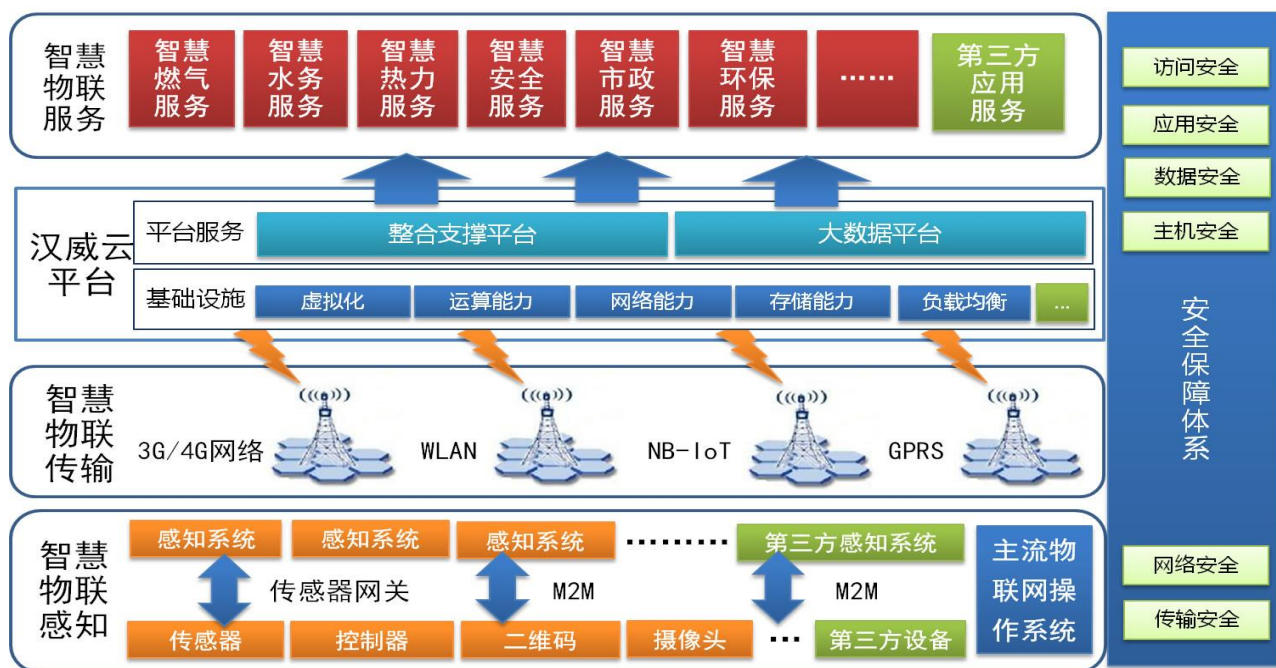 智慧
物联
服务
智慧
燃气
服务
智慧
水务
服务
智慧
热力
服务
智慧
安全
服务
智慧
市政
服务
智慧
环保
服务
……
第三方
应用
服务
汉威云
平台
平台服务
整合支撑平台
大数据平台
基础设施
虚拟化
运算能力
网络能力
存储能力
负载均衡
...
智慧
物联
传输
3G/4G网络
WLAN
NB-IoT
GPRS
智慧
物联
感知
感知系统
感知系统
感知系统
………
第三方感知系统
传感器网关
M2M
M2M
传感器
控制器
二维码
摄像头
...
第三方设备
主流物
联网操
作系统
访问安全
应用安全
数据安全
主机安全
安全保障体系
网络安全
传输安全